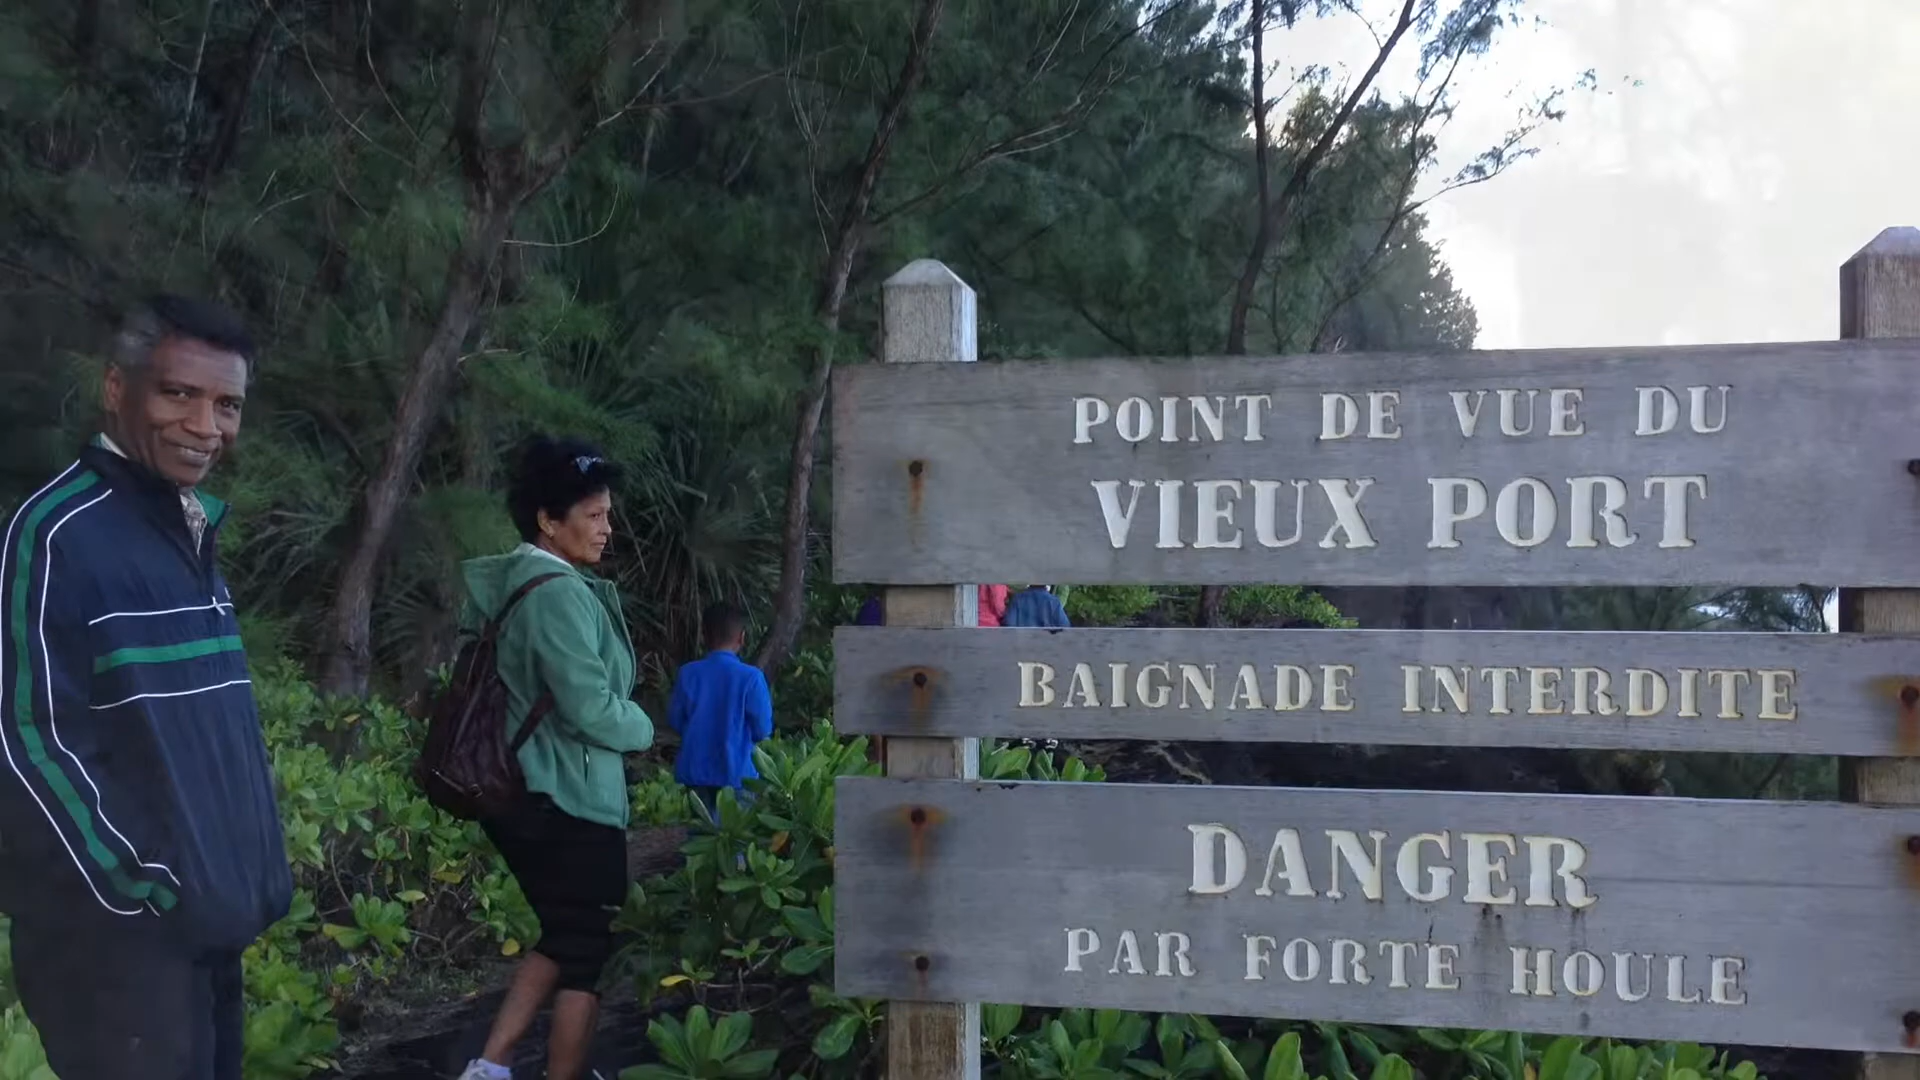 POINT DE VUE DU
VIEUX PORT
BAIGNADE INTERDITE
DANGER
PAR FORTE HOULE